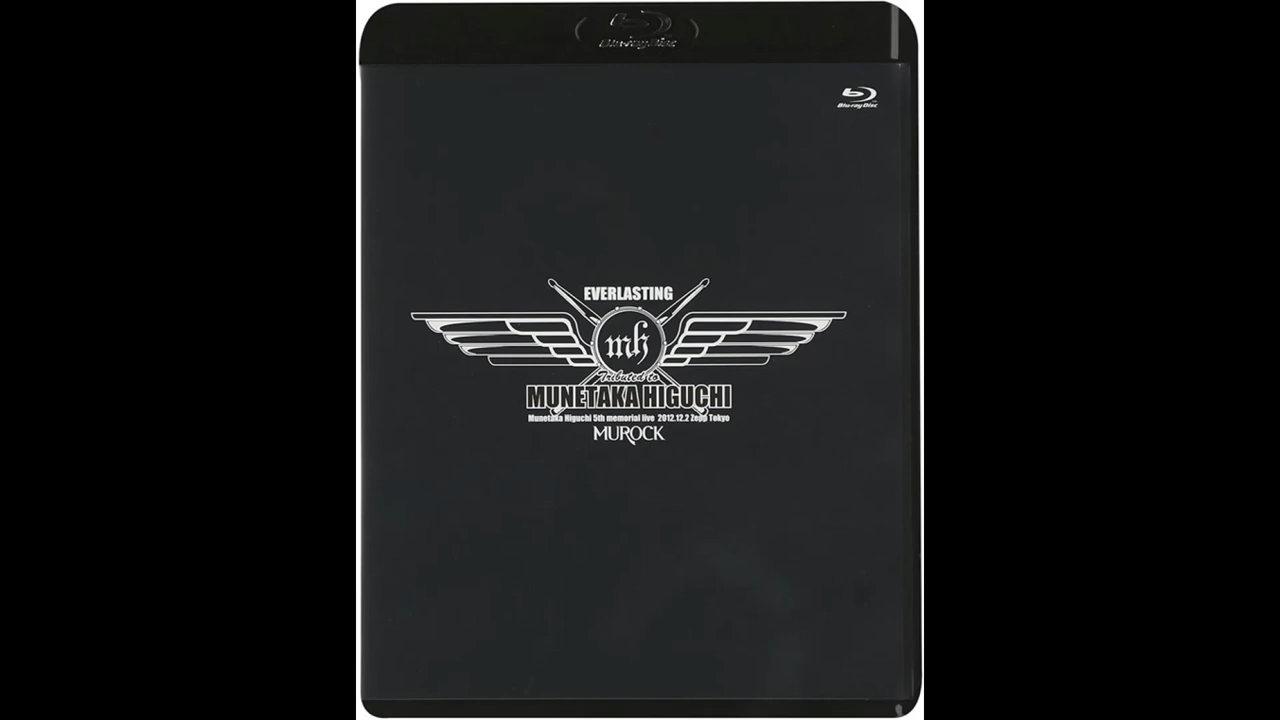 Blu-ray Disc
Blu-ray Disc
EVERLASTING
mh
Tributed to
MUNETAKA HIGUCHI
Munetaka Higuchi 5th memorial live 2012.12.2 Zepp Tokyo
MUROCK